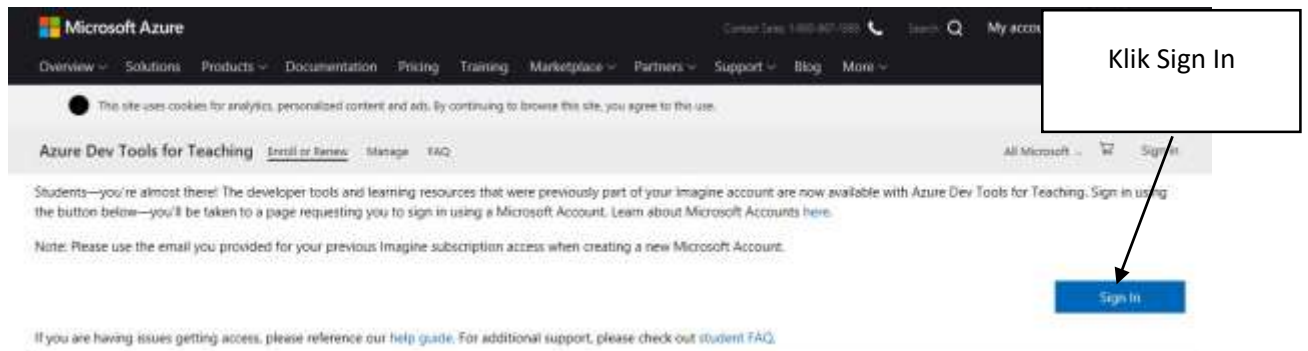 Microsoft Azure
Search
My accou
Overview Solutions Products Documentation Pricing Training Marketplace Partners Support Blog More
Klik Sign In
This site uses cookies for analytics, personalized content and ads. By continuing to browse this site, you agree to this use.
Azure Dev Tools for Teaching Enroll or Renew Manage FAQ All Microsoft Sign in
Students—you're almost there! The developer tools and learning resources that were previously part of your Imagine account are now available with Azure Dev Tools for Teaching. Sign in using
the button below—you'll be taken to a page requesting you to sign in using a Microsoft Account. Learn about Microsoft Accounts here.
Note: Please use the email you provided for your previous Imagine subscription access when creating a new Microsoft Account.
Sign In
If you are having issues getting access, please reference our help guide. For additional support, please check out student FAQ.